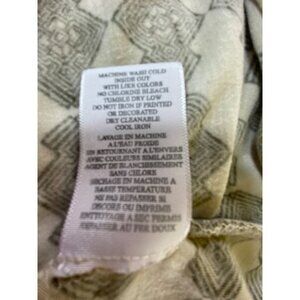 MACHINE WASH COLD
INSIDE OUT
WITH LIKE COLORS
NO CHLORINE BLEACH
TUMBLE DRY LOW
DO NOT IRON IF PRINTED
OR DECORATED
DRY CLEANABLE
COOL IRON
LAVAGE EN MACHINE
A L'EAU FROIDE
EN RETOURNANT A L'ENVERS
AVEC COULEURS SIMILAIRES
AGENT DE BLANCHISSAGE
SANS CHLORE
SECHAGE EN MACHINE A
BASSE TEMPERATURE
NE PAS REPASSER SI
DECORS OU IMPRIME
NETTOYAGE A SEC PERMIS
REPASSER AU FER DOUX